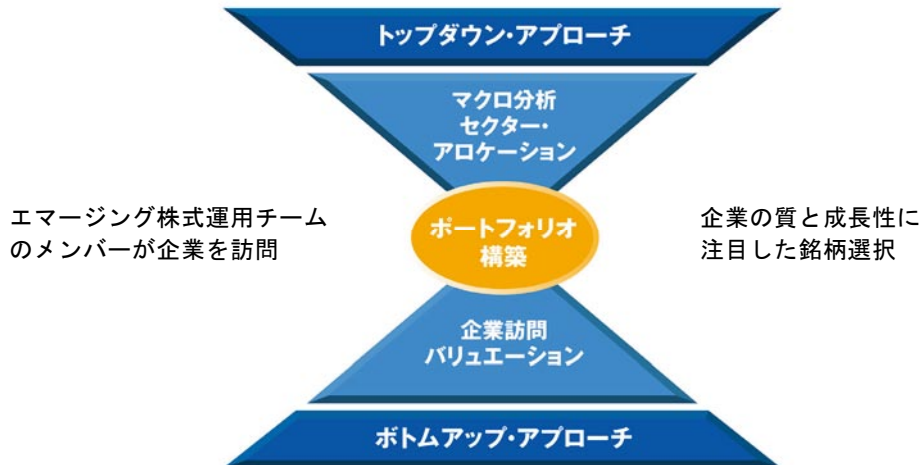 トップダウン・アプローチ
マクロ分析
セクター・
アロケーション
エマージング株式運用チーム
のメンバーが企業を訪問
ポートフォリオ
構築
企業の質と成長性に
注目した銘柄選択
企業訪問
バリュエーション
ボトムアップ・アプローチ